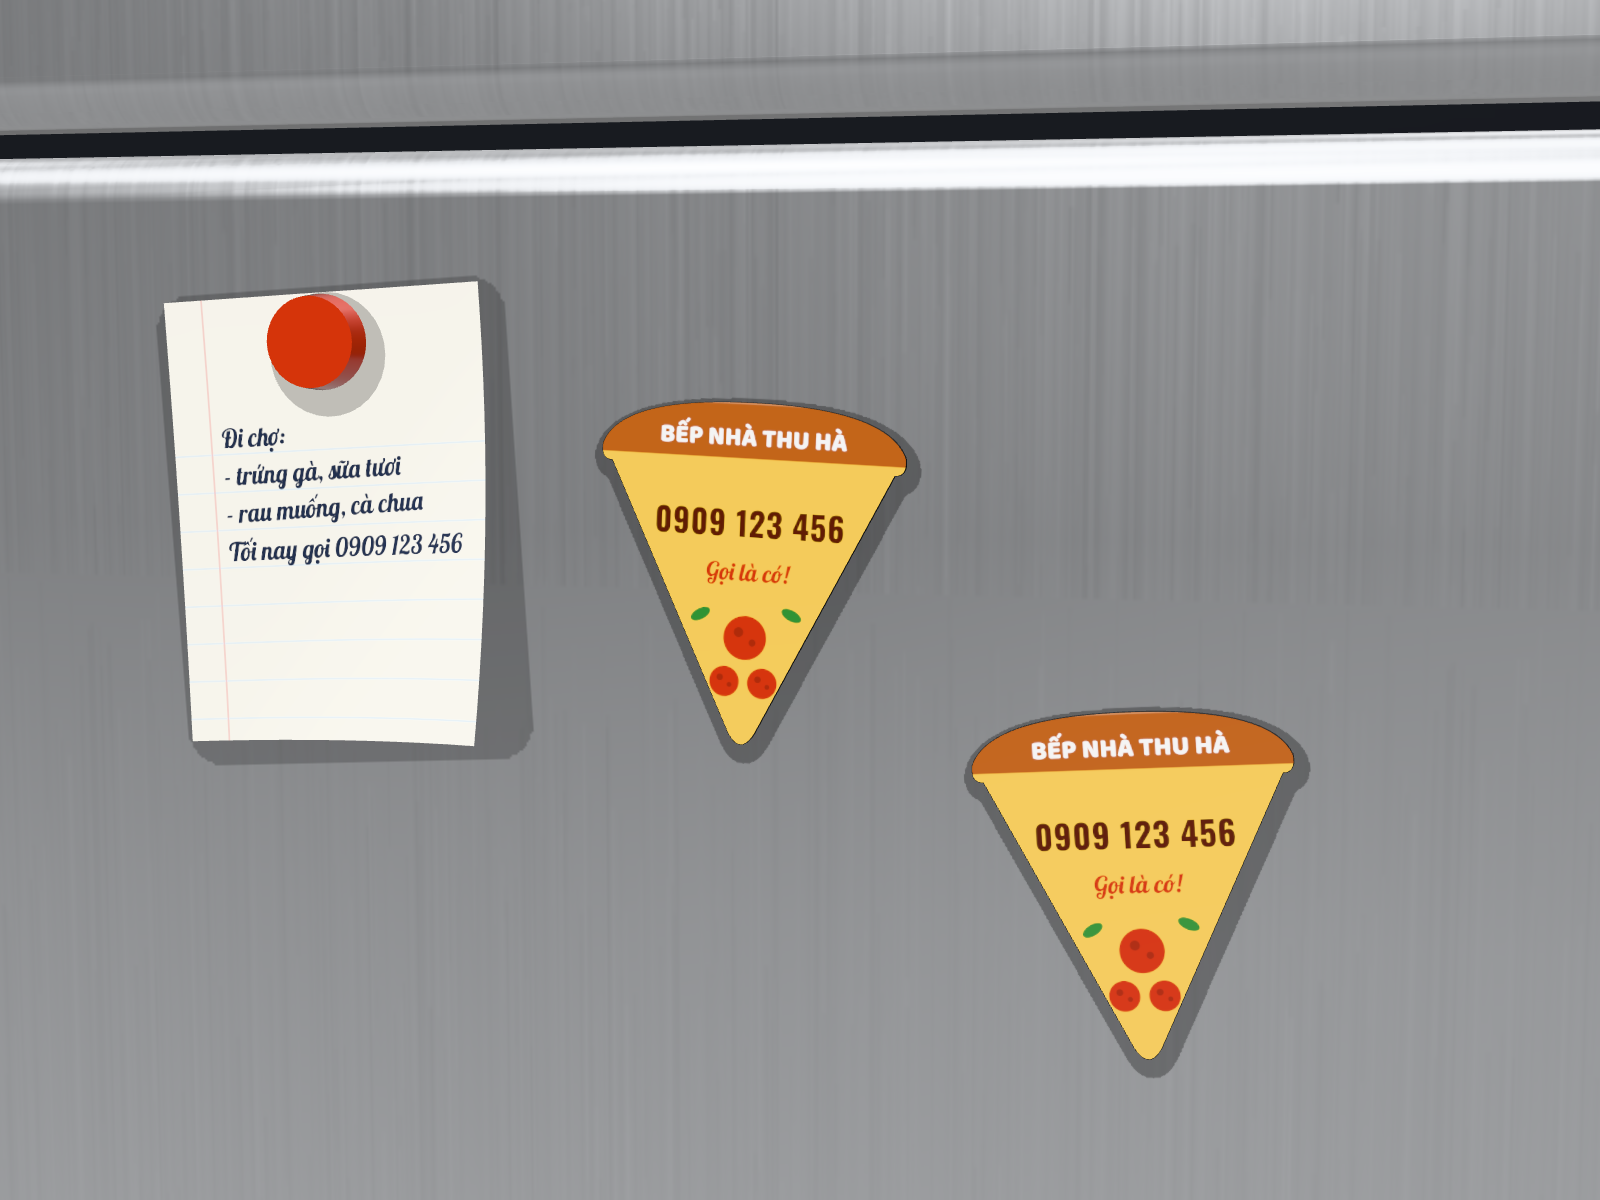 Đi chợ:
- trứng gà, sữa tươi
- rau muống, cà chua
Tối nay gọi 0909 123 456
BẾP NHÀ THU HÀ
0909 123 456
Gọi là có!
BẾP NHÀ THU HÀ
0909 123 456
Gọi là có!